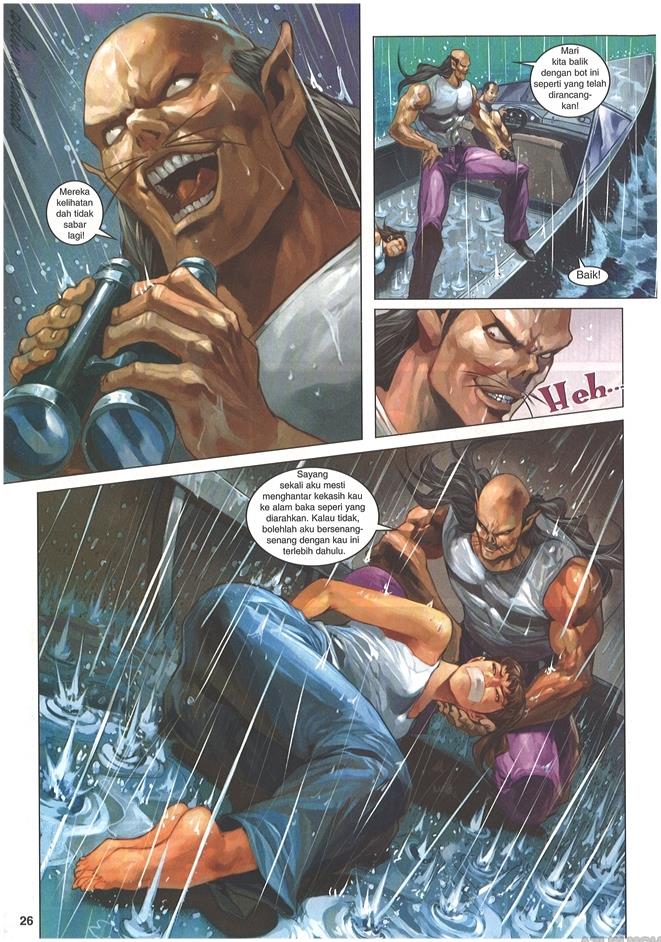 Mereka
kelihatan
dah tidak
sabar
lagi!
Mari
kita balik
dengan bot ini
seperti yang telah
dirancang-
kan!
Baik!
Heh...
Sayang
sekali aku mesti
menghantar kekasih kau
ke alam baka seperi yang
diarahkan. Kalau tidak,
bolehlah aku bersenang-
senang dengan kau ini
terlebih dahulu.
26